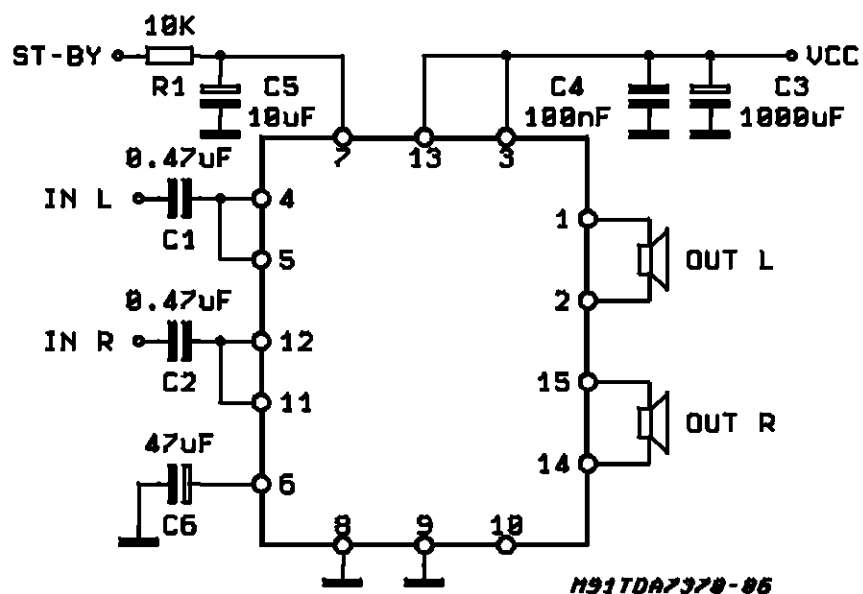 10K
ST-BY
R1
C5
10uF
VCC
C4
100nF
C3
1000uF
7
13
3
0.47uF
IN L
C1
4
5
1
2
OUT L
0.47uF
IN R
C2
12
11
15
14
OUT R
47uF
C6
6
8
9
10
M91TDA7370-06